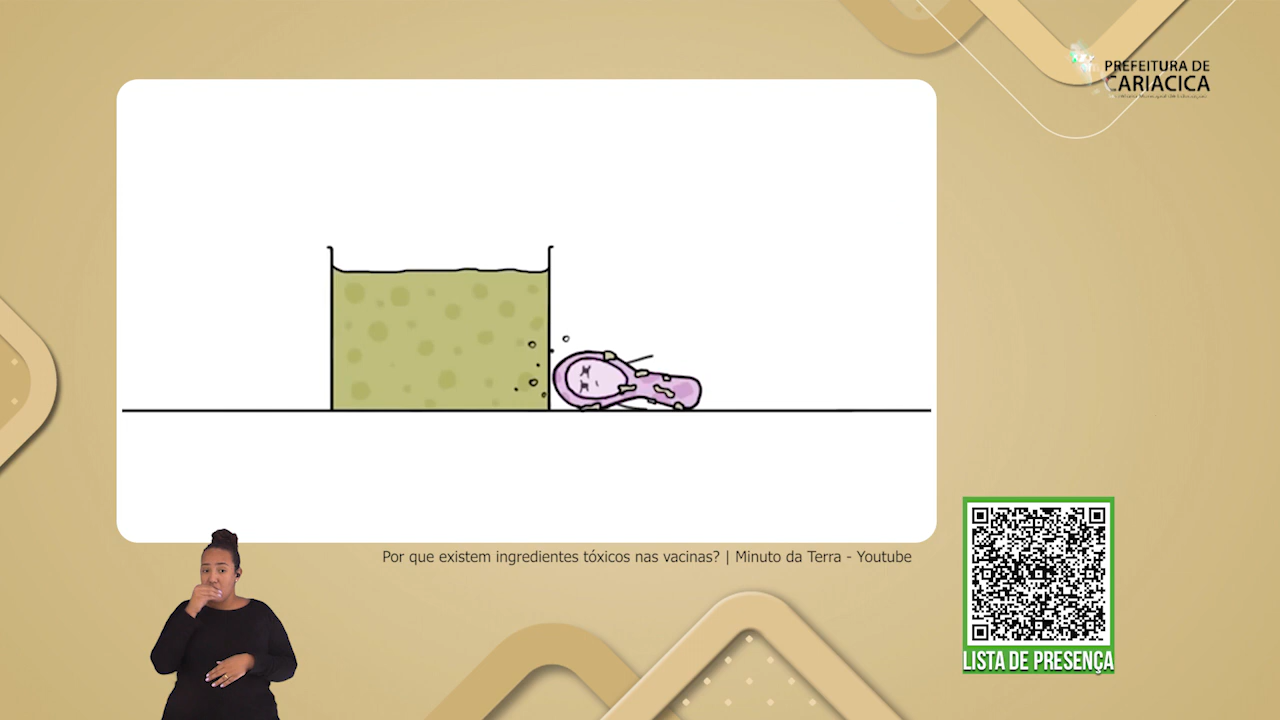 PREFEITURA DE
CARIACICA
Por que existem ingredientes tóxicos nas vacinas? | Minuto da Terra - Youtube
LISTA DE PRESENÇA